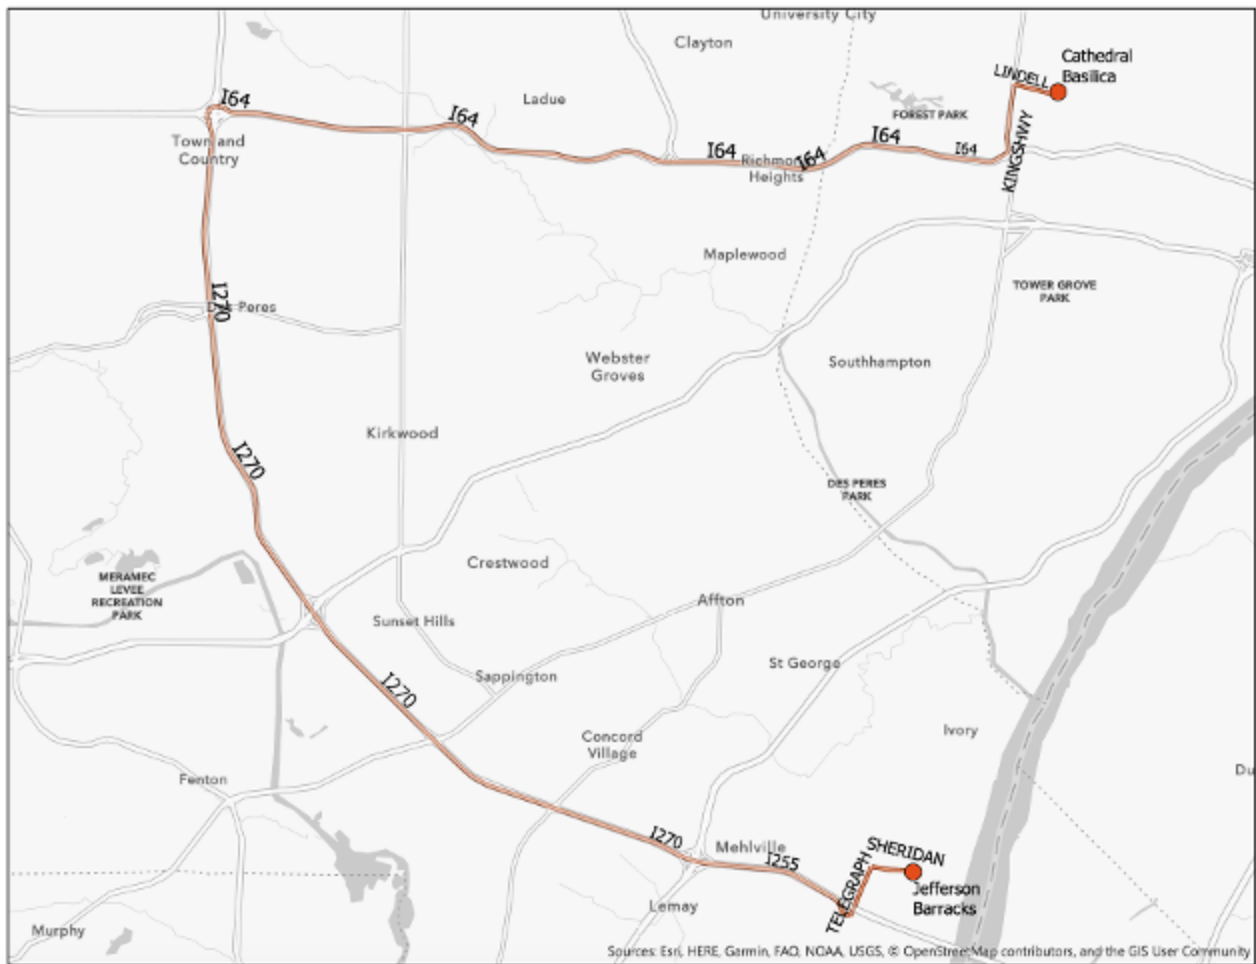 University City
Clayton
Cathedral
Basilica
LINDELL
I64
Ladue
I64
FOREST PARK
Town and
Country
I64
Richmon
Heights
I64
I64
I64
KINGSHWY
Maplewood
I270
Des Peres
TOWER GROVE
PARK
Webster
Groves
Southhampton
Kirkwood
I270
DES PERES
PARK
Crestwood
MERAMEC
LEVEE
RECREATION
PARK
Affton
Sunset Hills
St George
Sappington
I270
Concord
Village
Ivory
Du
Fenton
I270
Mehlville
I255
SHERIDAN
TELEGRAPH
Jefferson
Barracks
Lemay
Murphy
Sources: Esri, HERE, Garmin, FAO, NOAA, USGS, © OpenStreetMap contributors, and the GIS User Community